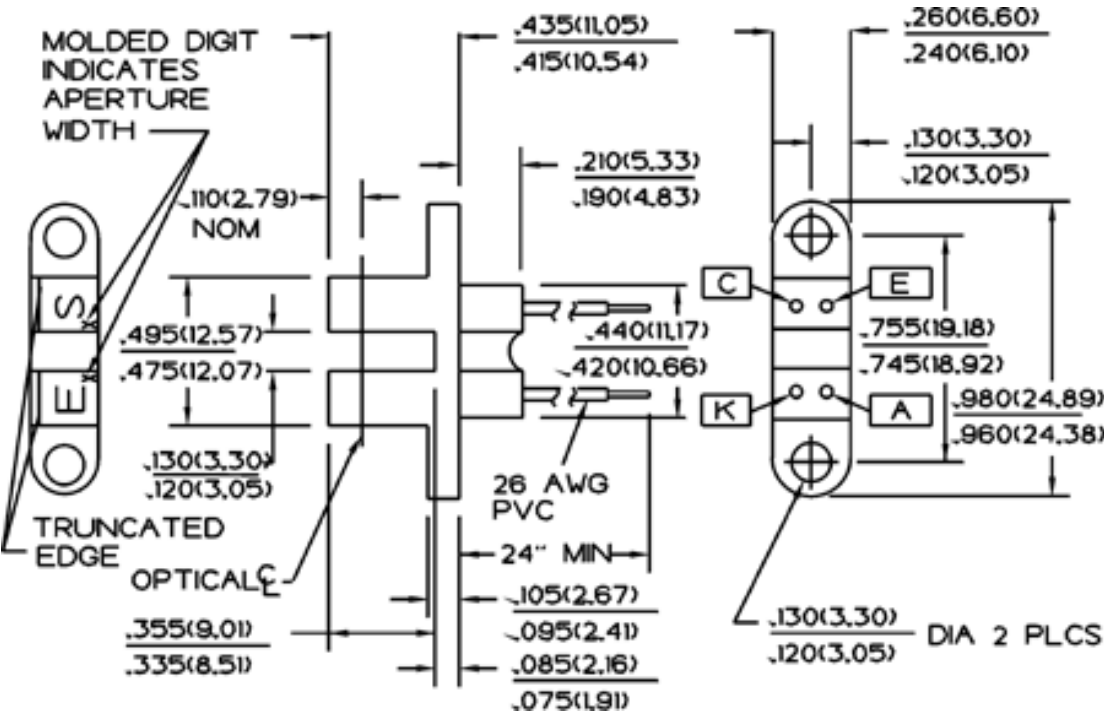 MOLDED DIGIT
INDICATES
APERTURE
WIDTH
.435(11.05)
.415(10.54)
.260(6.60)
.240(6.10)
.210(5.33)
.190(4.83)
.130(3.30)
.120(3.05)
.110(2.79)
NOM
S
E
C
E
K
A
.495(12.57)
.475(12.07)
.440(11.17)
.420(10.66)
.755(19.18)
.745(18.92)
.980(24.89)
.960(24.38)
.130(3.30)
.120(3.05)
26 AWG
PVC
TRUNCATED
EDGE
OPTICAL ℄
24" MIN
.105(2.67)
.095(2.41)
.355(9.01)
.335(8.51)
.085(2.16)
.075(1.91)
.130(3.30)
.120(3.05)
DIA 2 PLCS